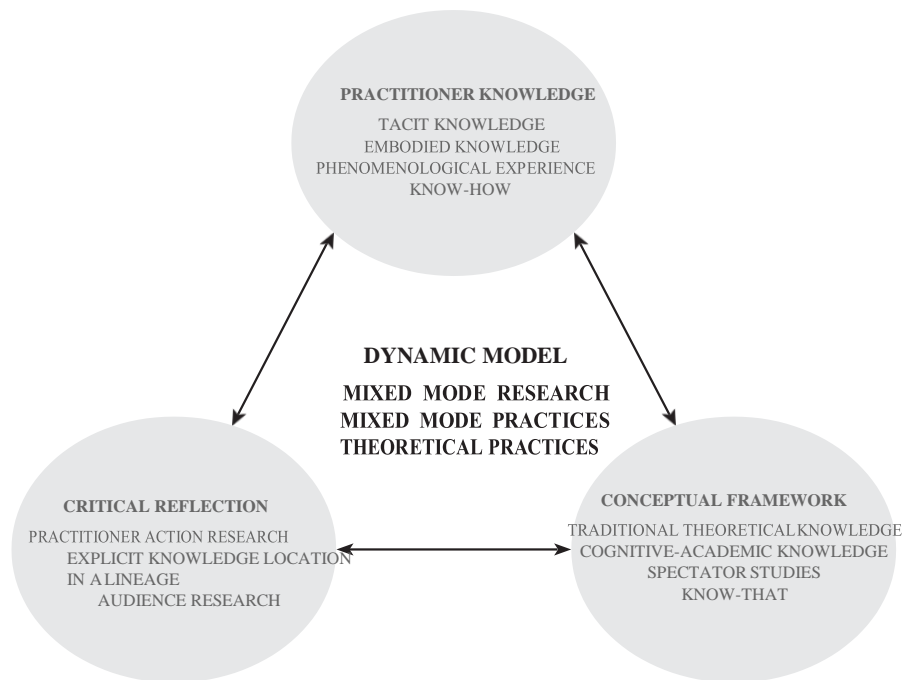 PRACTITIONER KNOWLEDGE
TACIT KNOWLEDGE
EMBODIED KNOWLEDGE
PHENOMENOLOGICAL EXPERIENCE
KNOW-HOW
DYNAMIC MODEL
MIXED MODE RESEARCH
MIXED MODE PRACTICES
THEORETICAL PRACTICES
CRITICAL REFLECTION
PRACTITIONER ACTION RESEARCH
EXPLICIT KNOWLEDGE LOCATION
IN A LINEAGE
AUDIENCE RESEARCH
CONCEPTUAL FRAMEWORK
TRADITIONAL THEORETICAL KNOWLEDGE
COGNITIVE-ACADEMIC KNOWLEDGE
SPECTATOR STUDIES
KNOW-THAT